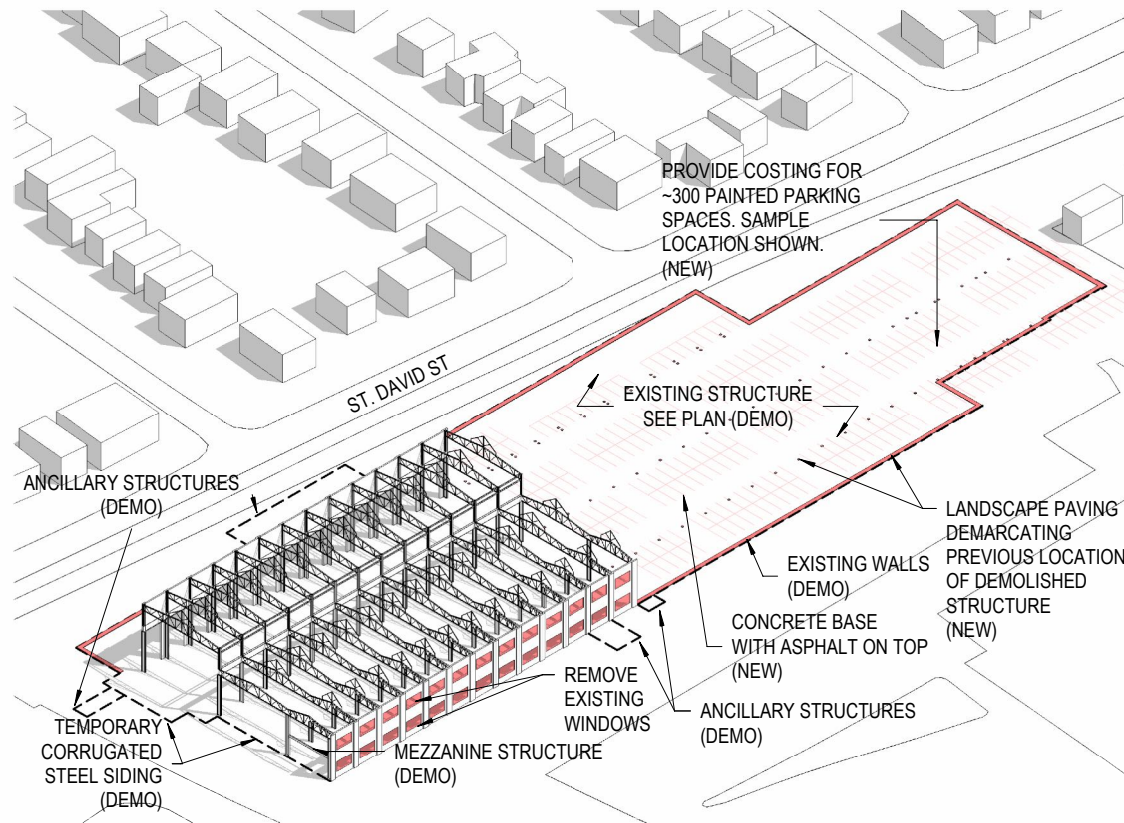 PROVIDE COSTING FOR
~300 PAINTED PARKING
SPACES. SAMPLE
LOCATION SHOWN.
(NEW)
ST. DAVID ST
EXISTING STRUCTURE
SEE PLAN (DEMO)
ANCILLARY STRUCTURES
(DEMO)
LANDSCAPE PAVING
DEMARCATING
PREVIOUS LOCATION
OF DEMOLISHED
STRUCTURE
(NEW)
EXISTING WALLS
(DEMO)
CONCRETE BASE
WITH ASPHALT ON TOP
(NEW)
REMOVE
EXISTING
WINDOWS
ANCILLARY STRUCTURES
(DEMO)
TEMPORARY
CORRUGATED
STEEL SIDING
(DEMO)
MEZZANINE STRUCTURE
(DEMO)